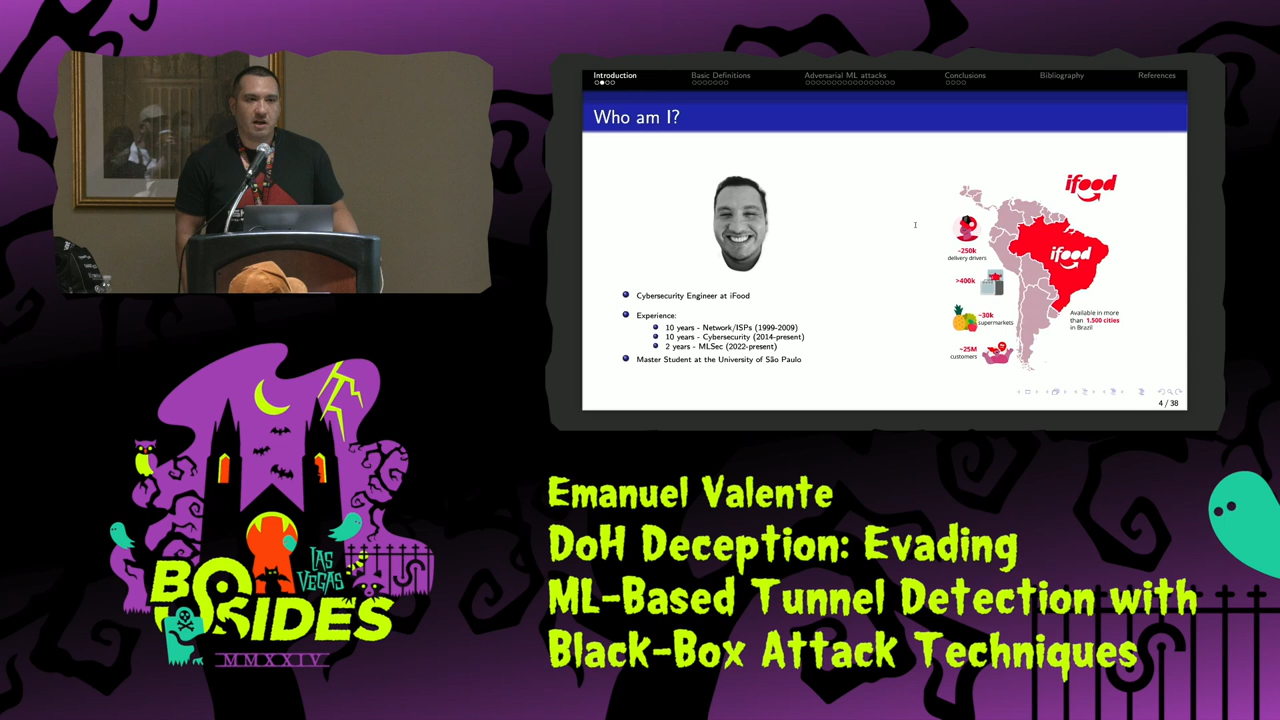 Introduction
Basic Definitions
Adversarial ML attacks
Conclusions
Bibliography
References
Who am I?
Cybersecurity Engineer at iFood
Experience:
10 years - Network/ISPs (1999-2009)
10 years - Cybersecurity (2014-present)
2 years - MLSec (2022-present)
Master Student at the University of São Paulo
ifood
ifood
~250k
delivery drivers
>400k
~30k
supermarkets
~25M
customers
Available in more
than 1.500 cities
in Brazil
4 / 38
LAS
VEGAS
BSIDES
MMXXIV
Emanuel Valente
DoH Deception: Evading
ML-Based Tunnel Detection with
Black-Box Attack Techniques